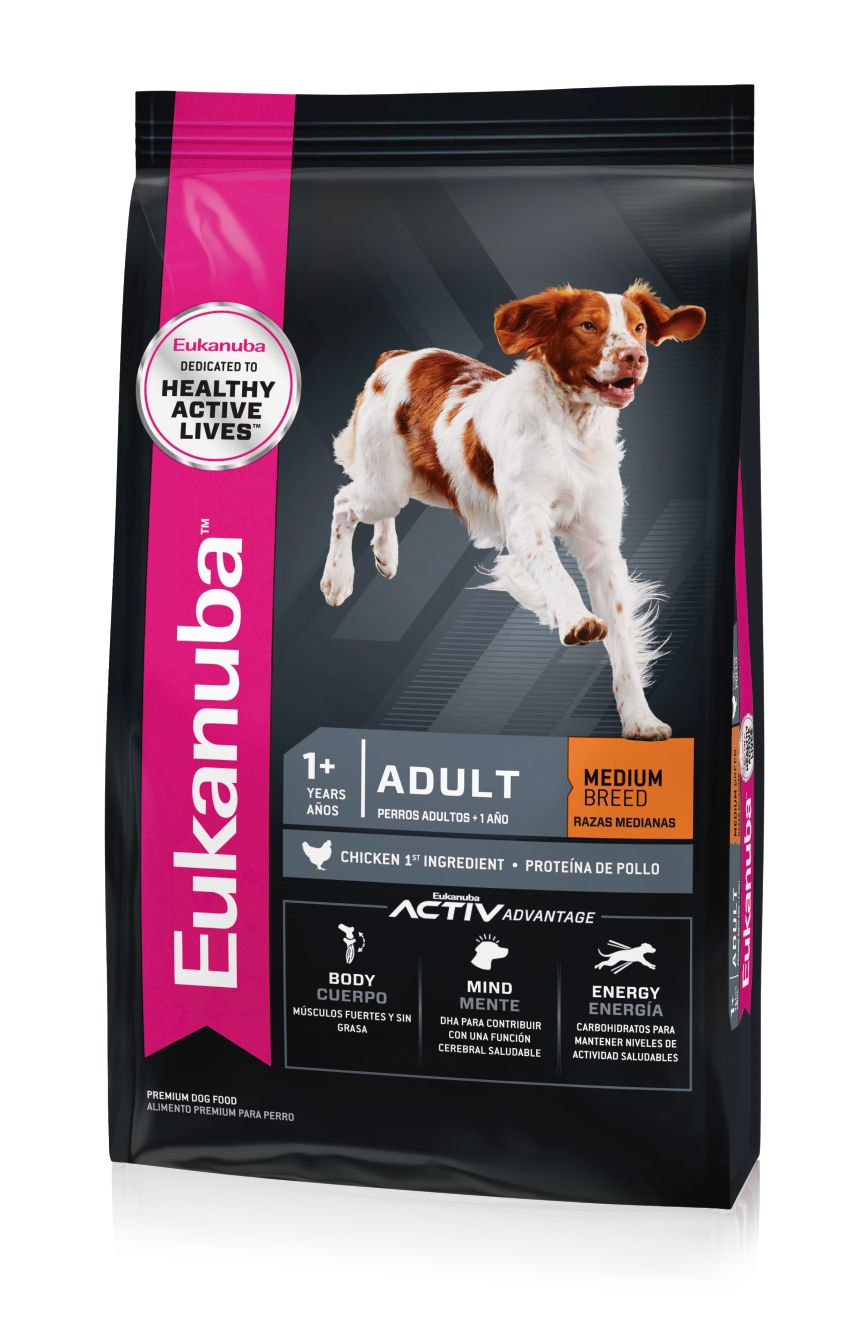 Eukanuba
DEDICATED TO
HEALTHY
ACTIVE
LIVES™
Eukanuba™
1+
YEARS
AÑOS
ADULT
PERROS ADULTOS +1 AÑO
MEDIUM
BREED
RAZAS MEDIANAS
CHICKEN 1ST INGREDIENT • PROTEÍNA DE POLLO
Eukanuba
ACTIVADVANTAGE
BODY
CUERPO
MÚSCULOS FUERTES Y SIN
GRASA
MIND
MENTE
DHA PARA CONTRIBUIR
CON UNA FUNCIÓN
CEREBRAL SALUDABLE
ENERGY
ENERGÍA
CARBOHIDRATOS PARA
MANTENER NIVELES DE
ACTIVIDAD SALUDABLES
PREMIUM DOG FOOD
ALIMENTO PREMIUM PARA PERRO
Eukanuba
ADULT
1+
MEDIUM BREED